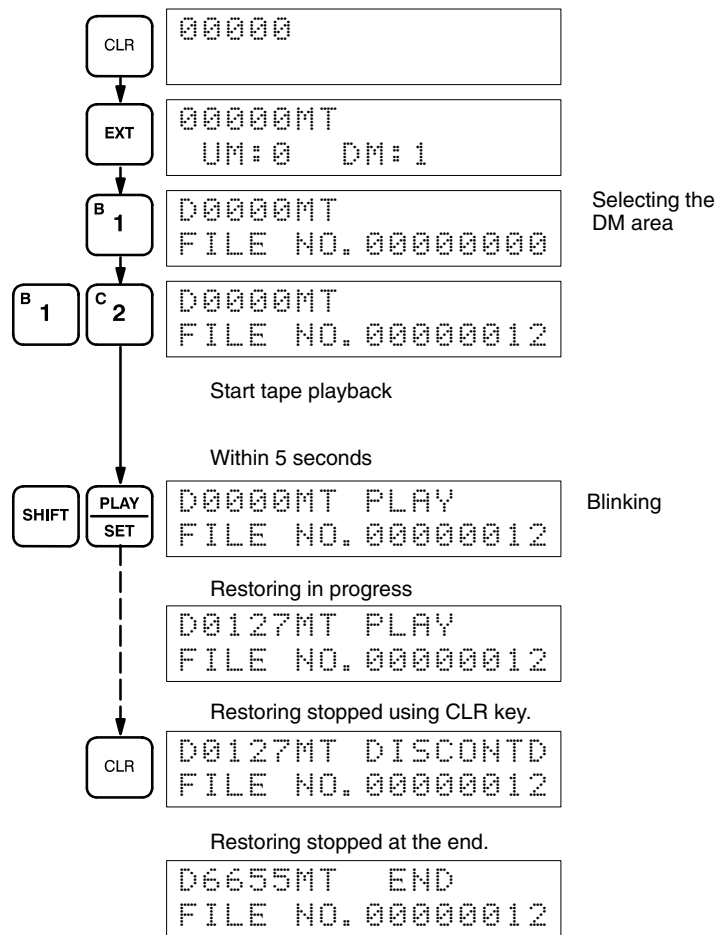 CLR
00000
EXT
00000MT
UM:0 DM:1
B 1
D0000MT
FILE NO.00000000
Selecting the
DM area
B 1
C 2
D0000MT
FILE NO.00000012
Start tape playback
Within 5 seconds
SHIFT
PLAY
SET
D0000MT PLAY
FILE NO.00000012
Blinking
Restoring in progress
D0127MT PLAY
FILE NO.00000012
Restoring stopped using CLR key.
CLR
D0127MT DISCONTD
FILE NO.00000012
Restoring stopped at the end.
D6655MT END
FILE NO.00000012